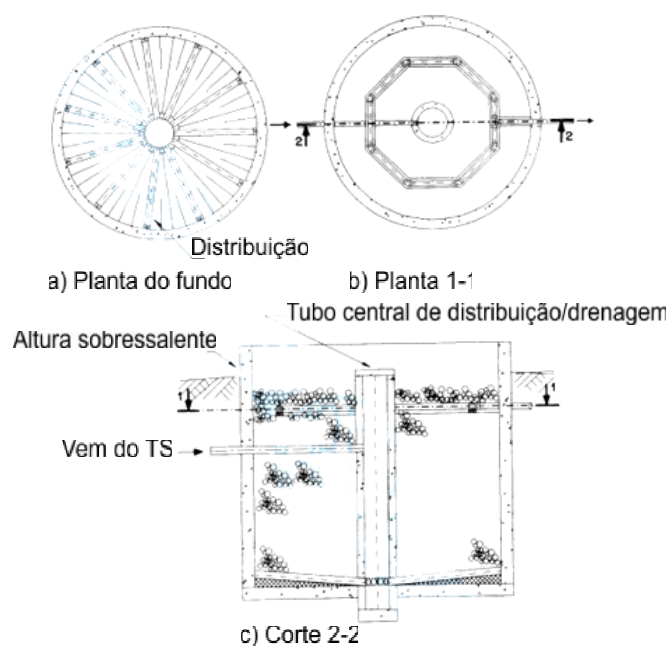 2
2
Distribuição
a) Planta do fundo
b) Planta 1-1
Tubo central de distribuição/drenagem
Altura sobressalente
1
1
Vem do TS
c) Corte 2-2